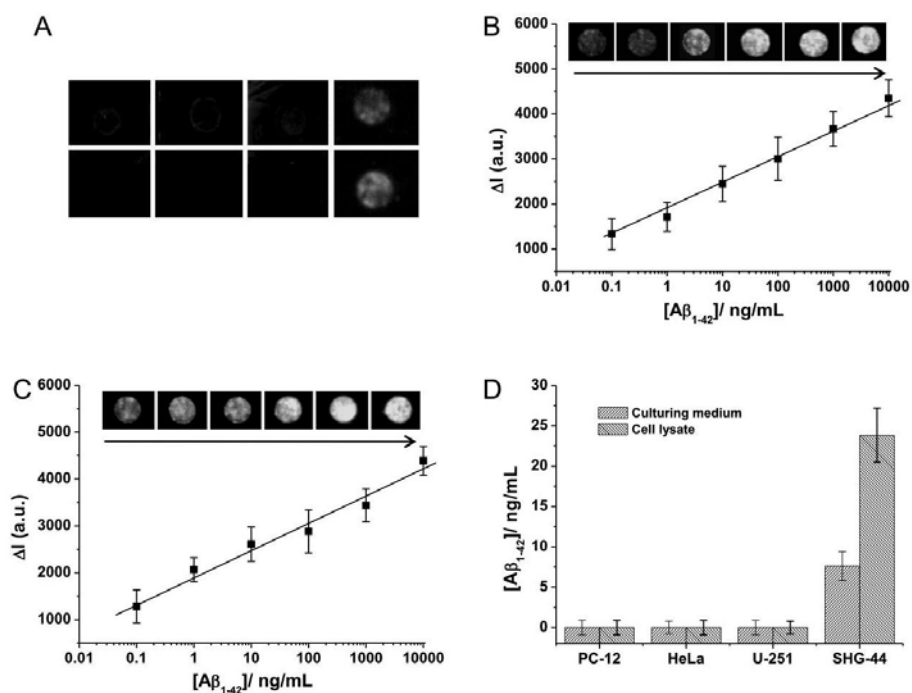 A
B
6000
5000
4000
3000
2000
1000
ΔI (a.u.)
0.01 0.1 1 10 100 1000 10000
[Aβ1-42]/ ng/mL
C
6000
5000
4000
3000
2000
1000
ΔI (a.u.)
0.01 0.1 1 10 100 1000 10000
[Aβ1-42]/ ng/mL
D
30
25
20
15
10
5
0
[Aβ1-42]/ ng/mL
Culturing medium
Cell lysate
PC-12 HeLa U-251 SHG-44